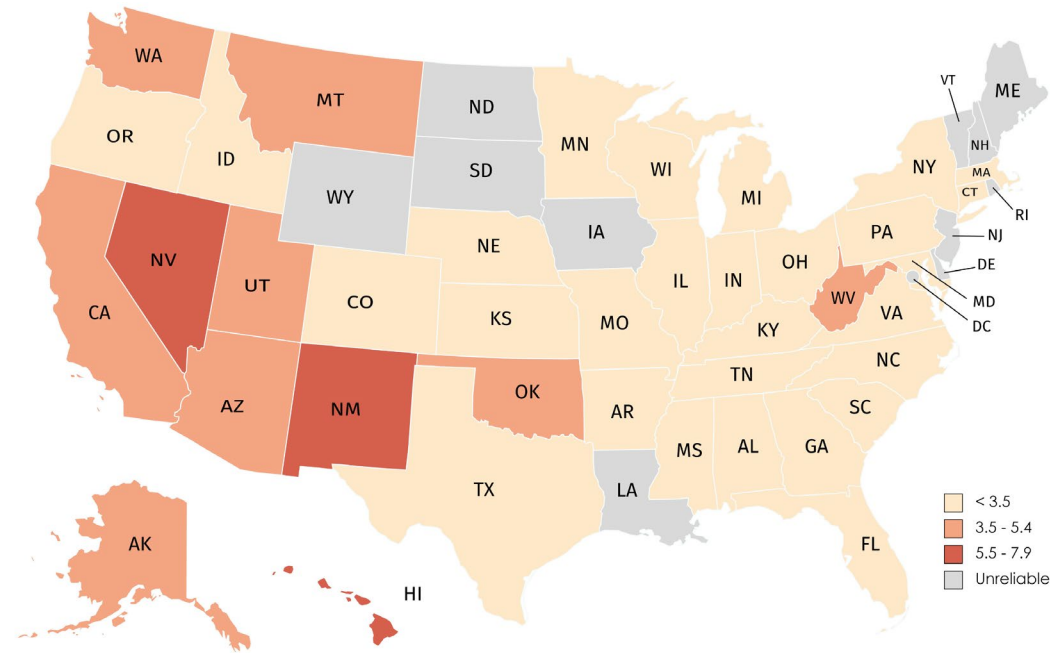 WA
MT
ND
MN
VT
ME
OR
ID
WY
SD
WI
MI
NY
NH
MA
CT
RI
NV
UT
CO
NE
IA
IL
IN
OH
PA
NJ
DE
MD
DC
CA
KS
MO
KY
WV
VA
AZ
NM
OK
AR
TN
NC
SC
TX
LA
MS
AL
GA
FL
AK
HI
< 3.5
3.5 - 5.4
5.5 - 7.9
Unreliable